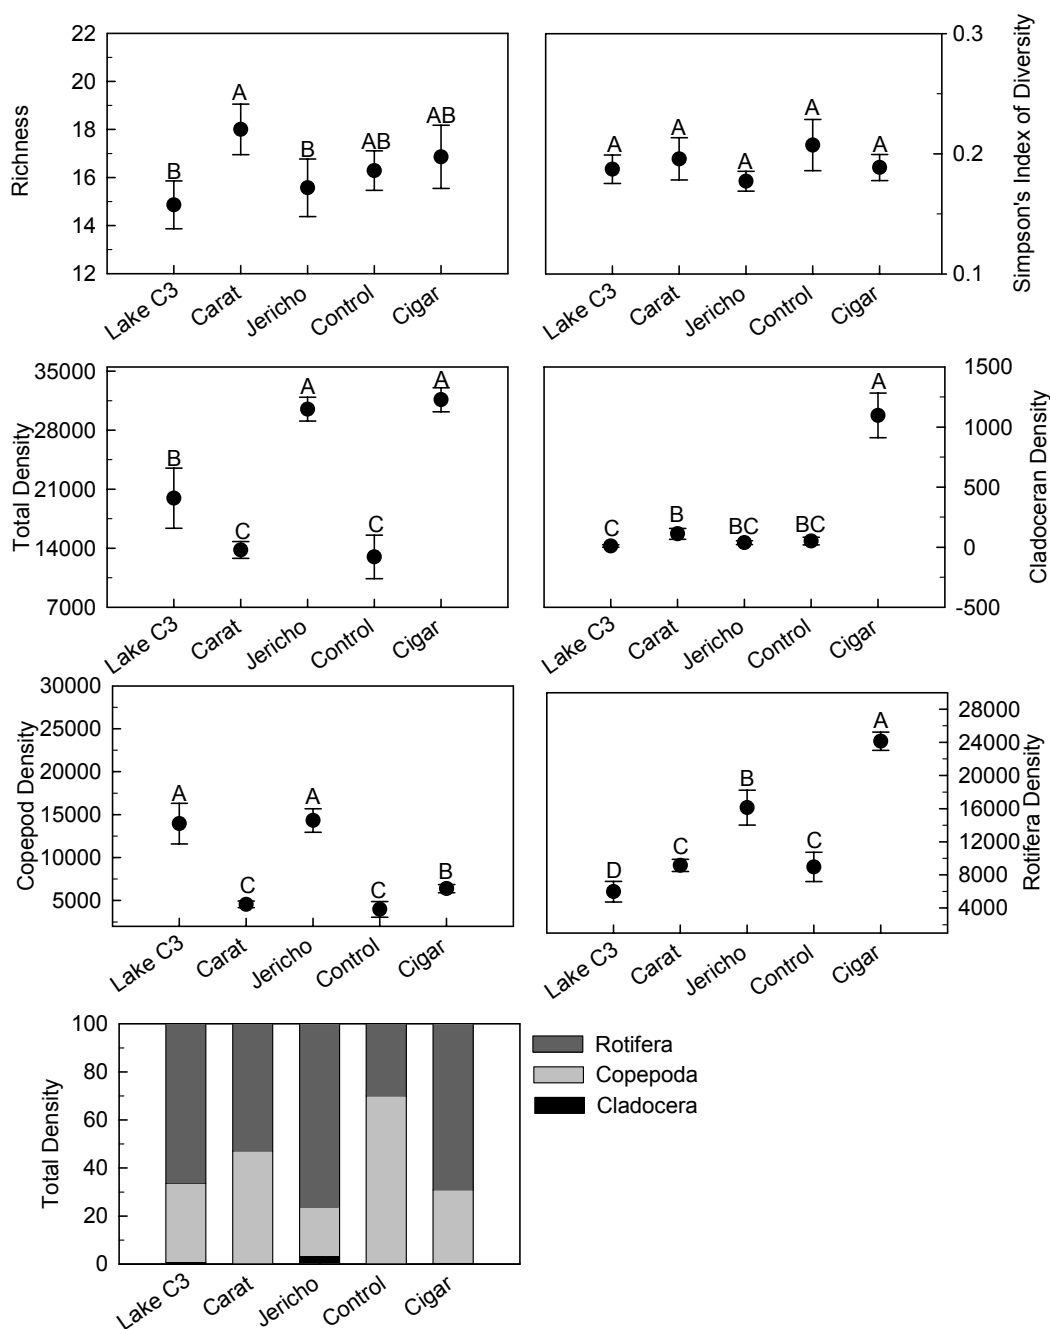 22
20
18
16
14
12
Richness
B
A
B
AB
AB
Lake C3
Carat
Jericho
Control
Cigar
0.3
0.2
0.1
Simpson's Index of Diversity
A
A
A
A
A
Lake C3
Carat
Jericho
Control
Cigar
35000
28000
21000
14000
7000
Total Density
B
C
A
C
A
Lake C3
Carat
Jericho
Control
Cigar
1500
1000
500
0
-500
Cladoceran Density
C
B
BC
BC
A
Lake C3
Carat
Jericho
Control
Cigar
30000
25000
20000
15000
10000
5000
Copepod Density
A
C
A
C
B
Lake C3
Carat
Jericho
Control
Cigar
28000
24000
20000
16000
12000
8000
4000
Rotifera Density
D
C
B
C
A
Lake C3
Carat
Jericho
Control
Cigar
100
80
60
40
20
0
Total Density
Lake C3
Carat
Jericho
Control
Cigar
Rotifera
Copepoda
Cladocera